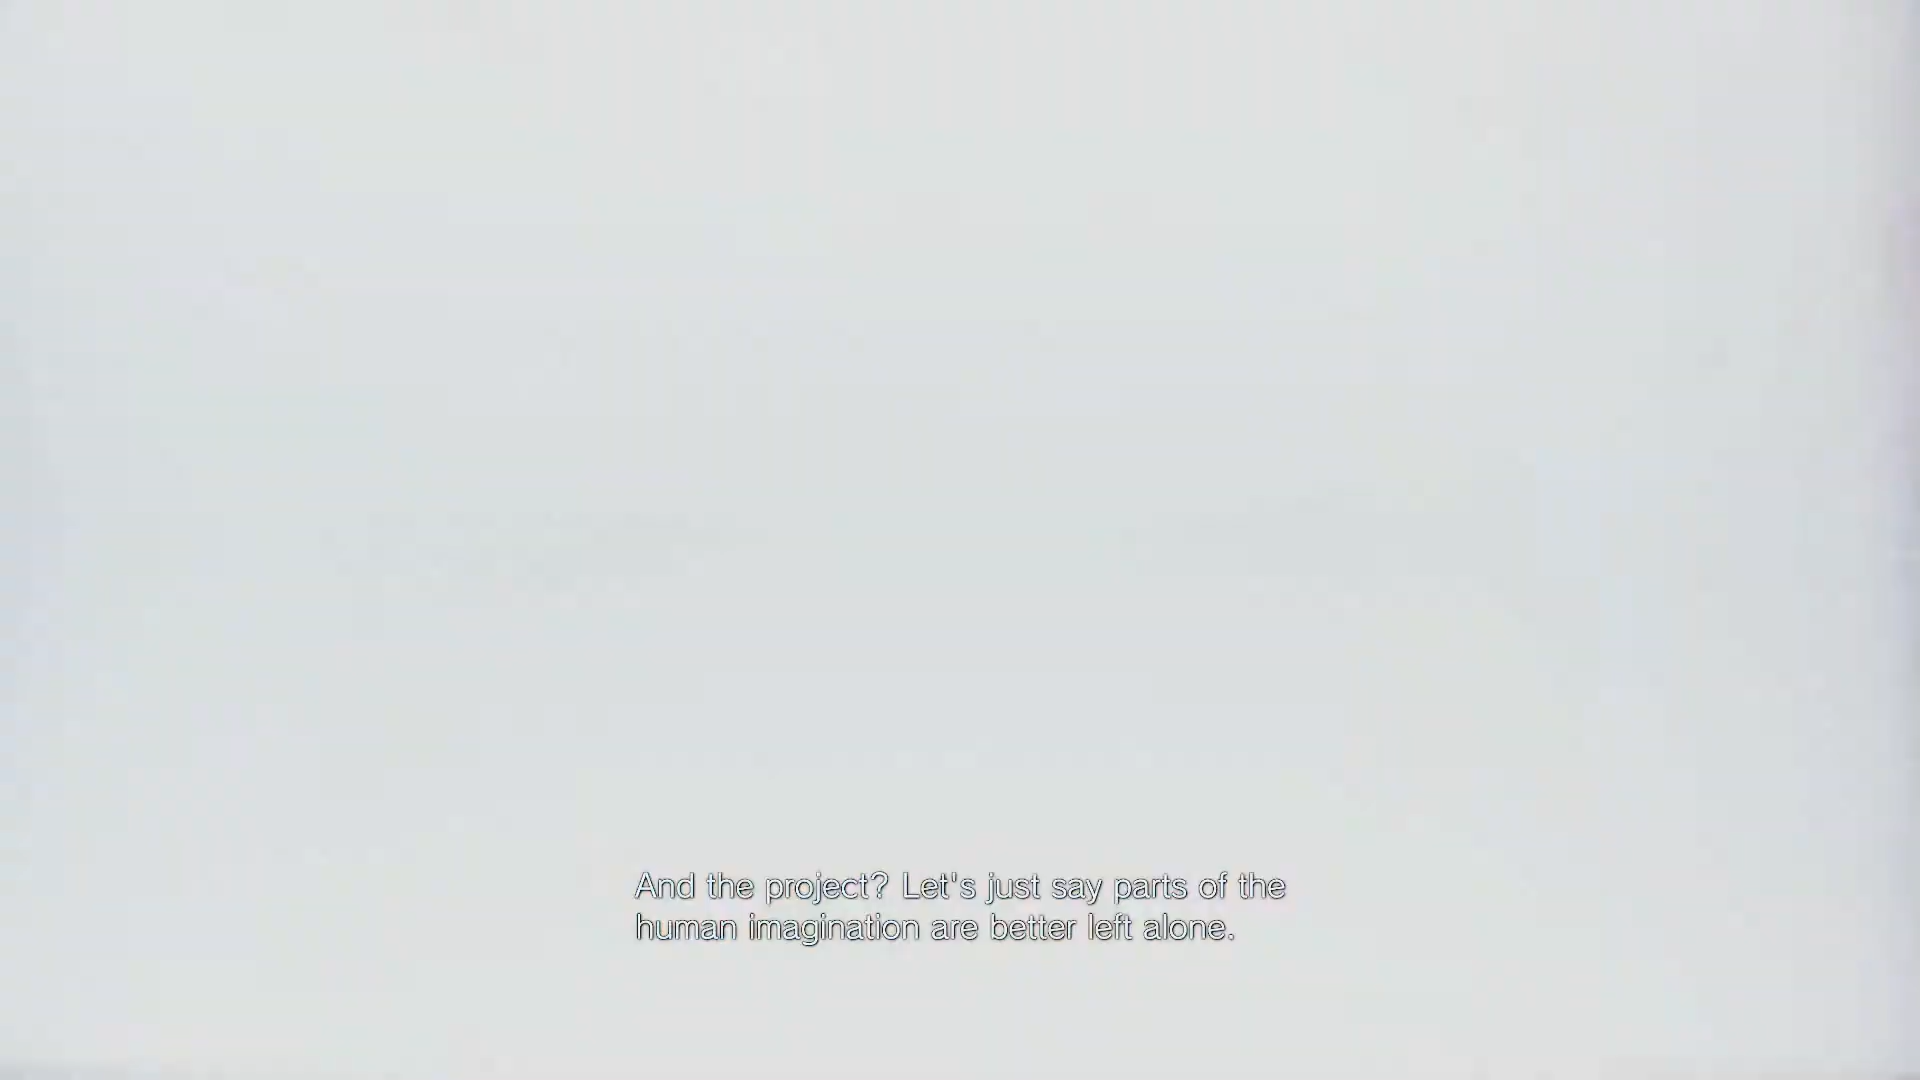 And the project? Let's just say parts of the
human imagination are better left alone.